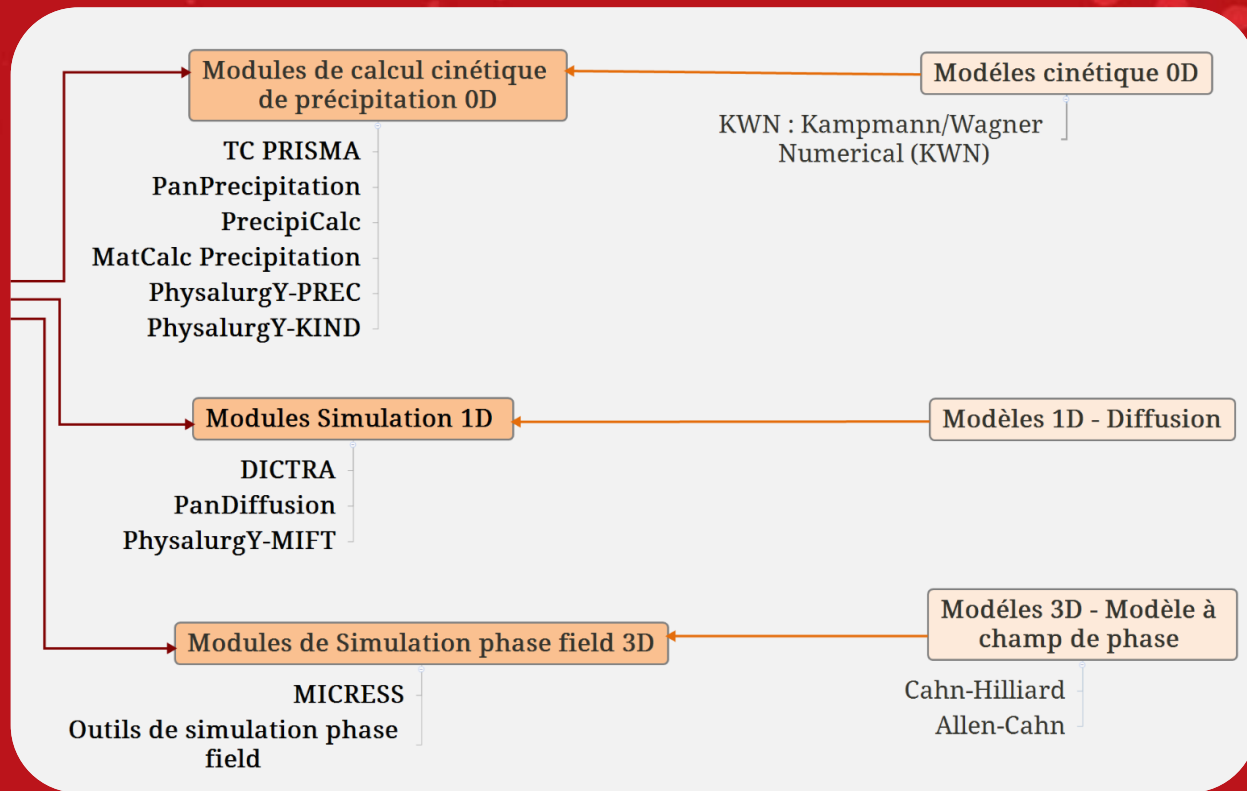 Modules de calcul cinétique
de précipitation 0D
Modéles cinétique 0D
KWN : Kampmann/Wagner
Numerical (KWN)
TC PRISMA
PanPrecipitation
PrecipiCalc
MatCalc Precipitation
PhysalurgY-PREC
PhysalurgY-KIND
Modules Simulation 1D
Modèles 1D - Diffusion
DICTRA
PanDiffusion
PhysalurgY-MIFT
Modules de Simulation phase field 3D
Modéles 3D - Modèle à
champ de phase
MICRESS
Outils de simulation phase
field
Cahn-Hilliard
Allen-Cahn